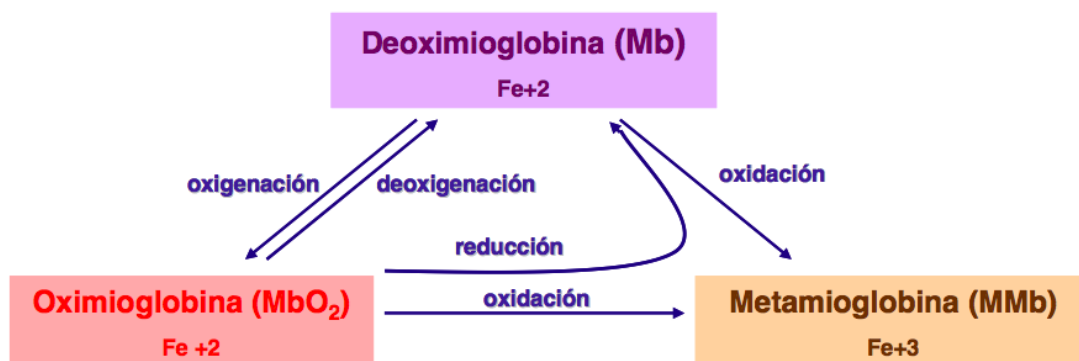 Deoximioglobina (Mb)
Fe+2
oxigenación
deoxigenación
oxidación
reducción
oxidación
Oximioglobina (MbO₂)
Fe +2
Metamioglobina (MMb)
Fe+3